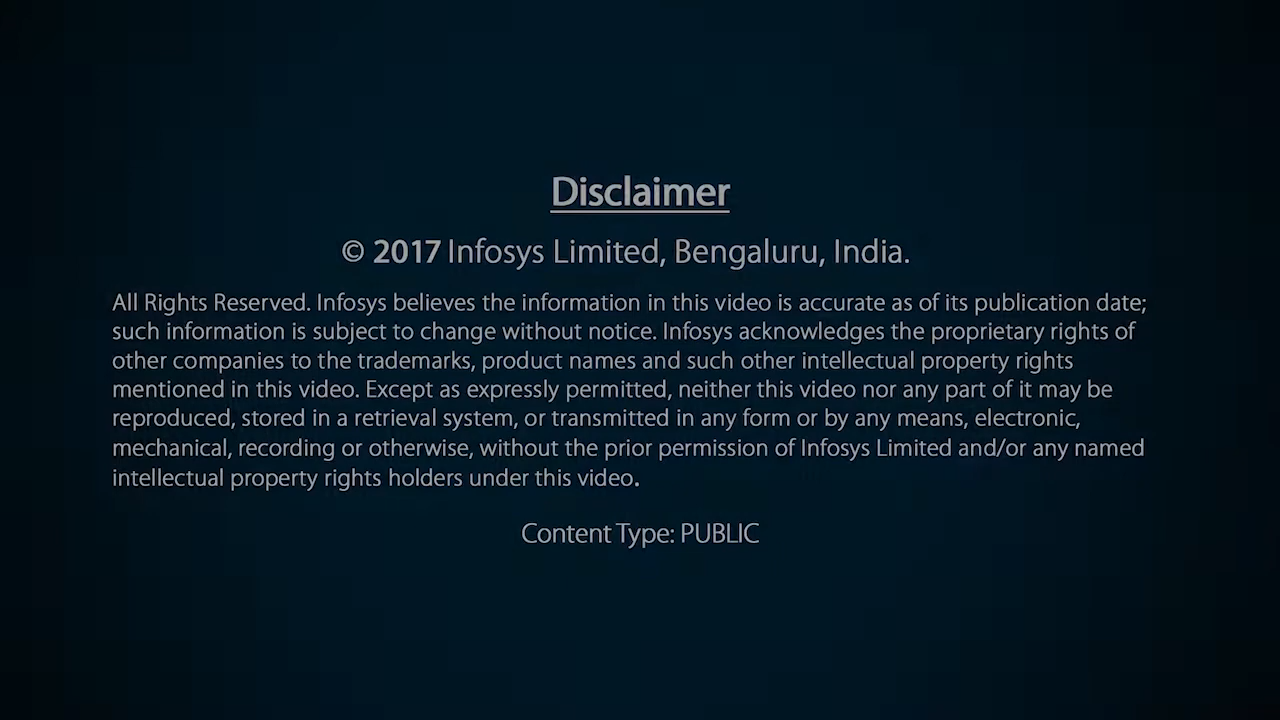 Disclaimer
© 2017 Infosys Limited, Bengaluru, India.
All Rights Reserved. Infosys believes the information in this video is accurate as of its publication date;
such information is subject to change without notice. Infosys acknowledges the proprietary rights of
other companies to the trademarks, product names and such other intellectual property rights
mentioned in this video. Except as expressly permitted, neither this video nor any part of it may be
reproduced, stored in a retrieval system, or transmitted in any form or by any means, electronic,
mechanical, recording or otherwise, without the prior permission of Infosys Limited and/or any named
intellectual property rights holders under this video.
Content Type: PUBLIC